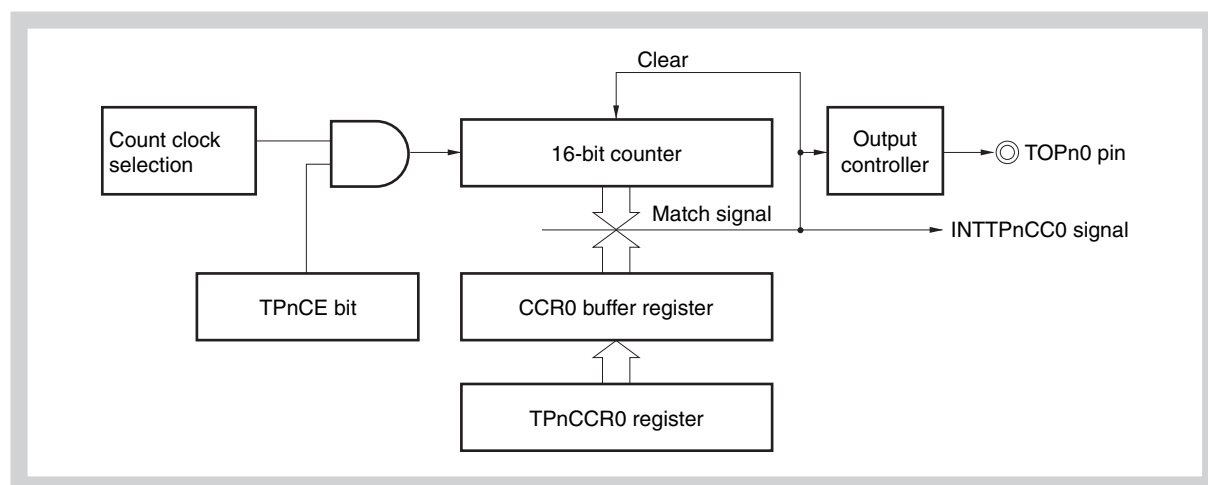 Clear
Count clock
selection
16-bit counter
Output
controller
TOPn0 pin
Match signal
INTTPnCC0 signal
TPnCE bit
CCR0 buffer register
TPnCCR0 register